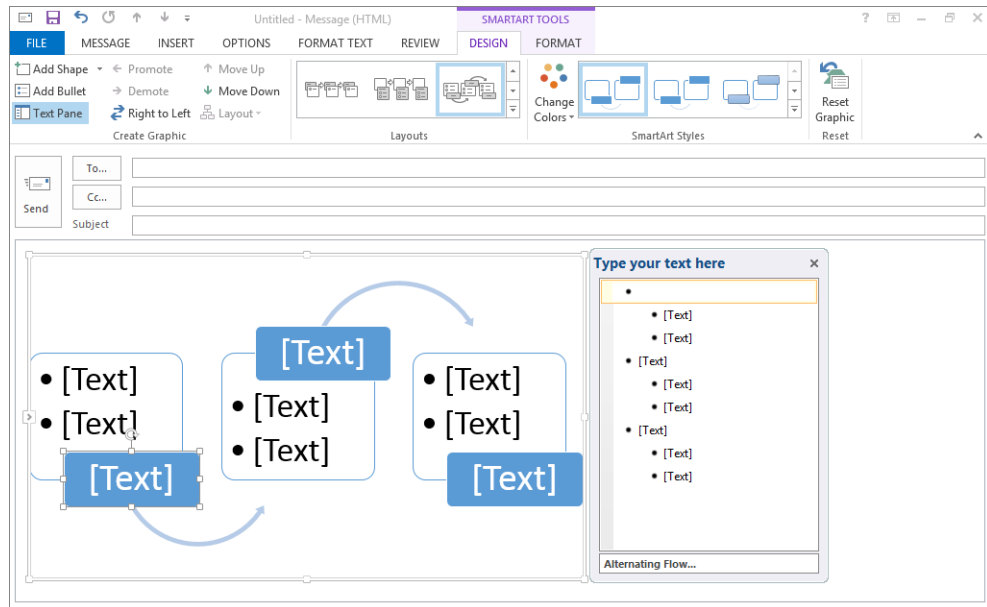 Untitled - Message (HTML)
SMARTART TOOLS
?
FILE MESSAGE INSERT OPTIONS FORMAT TEXT REVIEW DESIGN FORMAT
Add Shape Promote Move Up
Add Bullet Demote Move Down
Text Pane Right to Left Layout
Create Graphic
Layouts
Change
Colors
SmartArt Styles
Reset
Graphic
Reset
Send
To...
Cc...
Subject
• [Text]
• [Text]
[Text]
[Text]
• [Text]
• [Text]
• [Text]
• [Text]
[Text]
Type your text here
•
• [Text]
• [Text]
• [Text]
• [Text]
• [Text]
• [Text]
• [Text]
• [Text]
Alternating Flow...